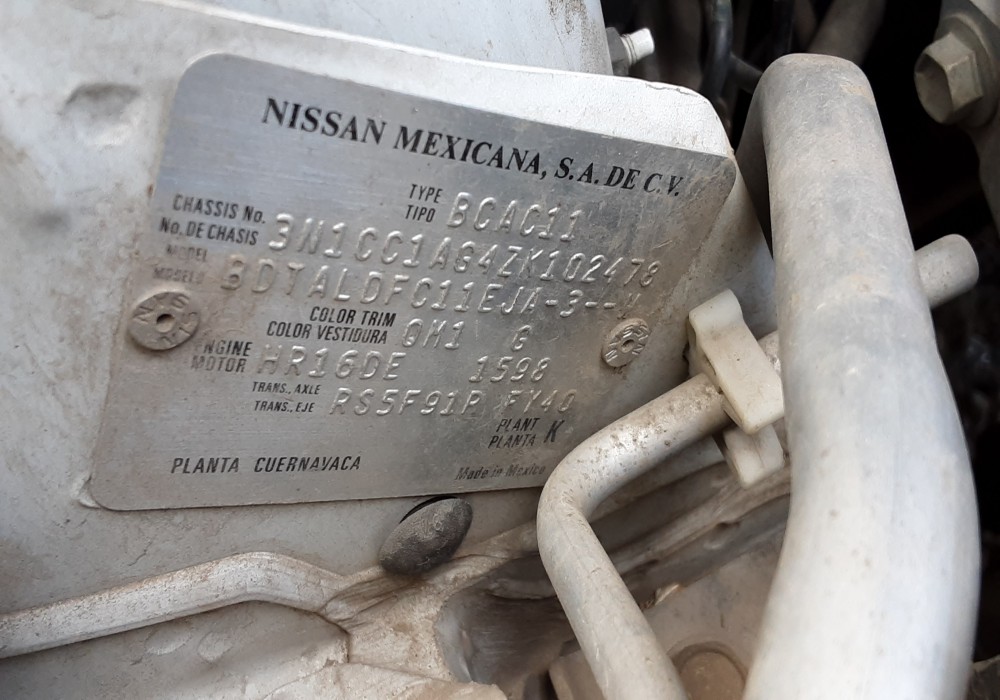 NISSAN MEXICANA, S.A. DE C.V.
TYPE
TIPO BCAC11
CHASSIS No.
No. DE CHASIS 3N1CC1AG4ZK102478
MODEL
MODELO BDTALDFC11EJA-3--
COLOR TRIM
COLOR VESTIDURA QM1 G
ENGINE
MOTOR HR16DE 1598
TRANS., AXLE
TRANS., EJE RS5F91R FY40
PLANT
PLANTA K
PLANTA CUERNAVACA
Made in Mexico